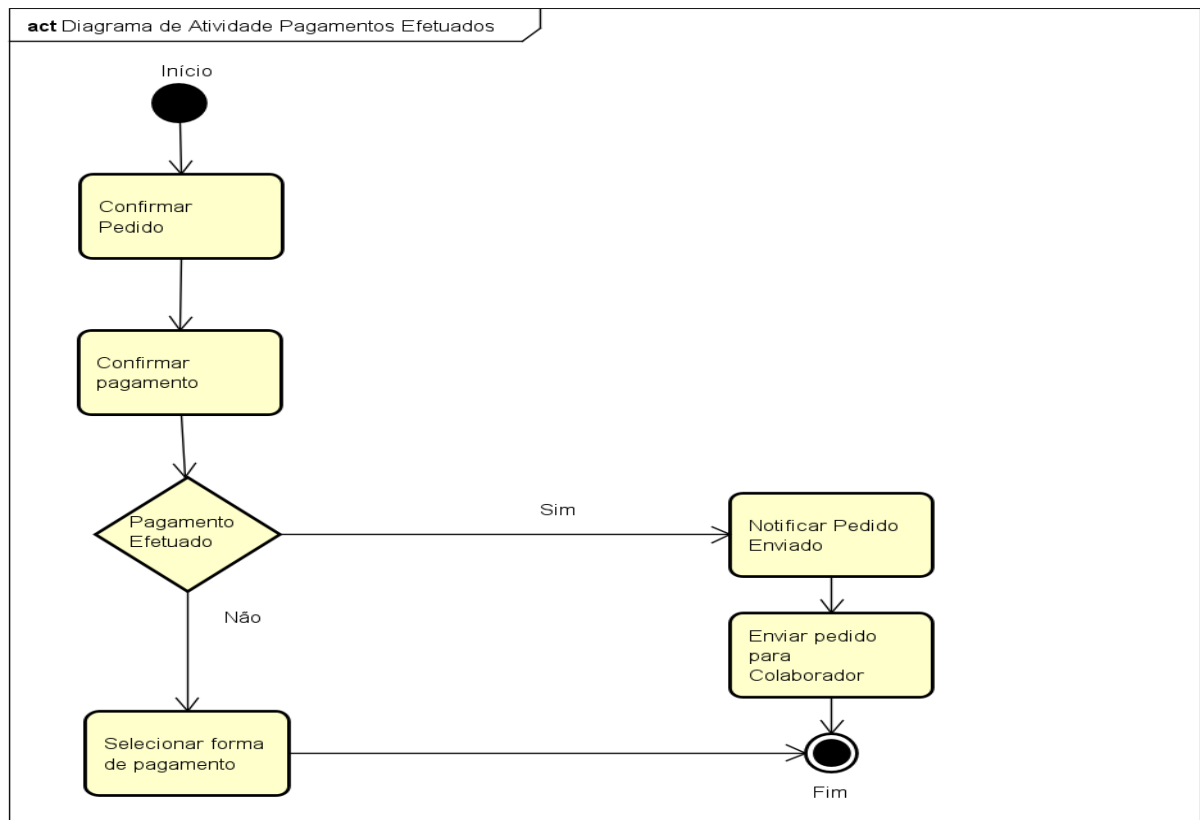 act Diagrama de Atividade Pagamentos Efetuados
Início
Confirmar
Pedido
Confirmar
pagamento
Pagamento
Efetuado
Sim
Notificar Pedido
Enviado
Não
Enviar pedido
para
Colaborador
Selecionar forma
de pagamento
Fim